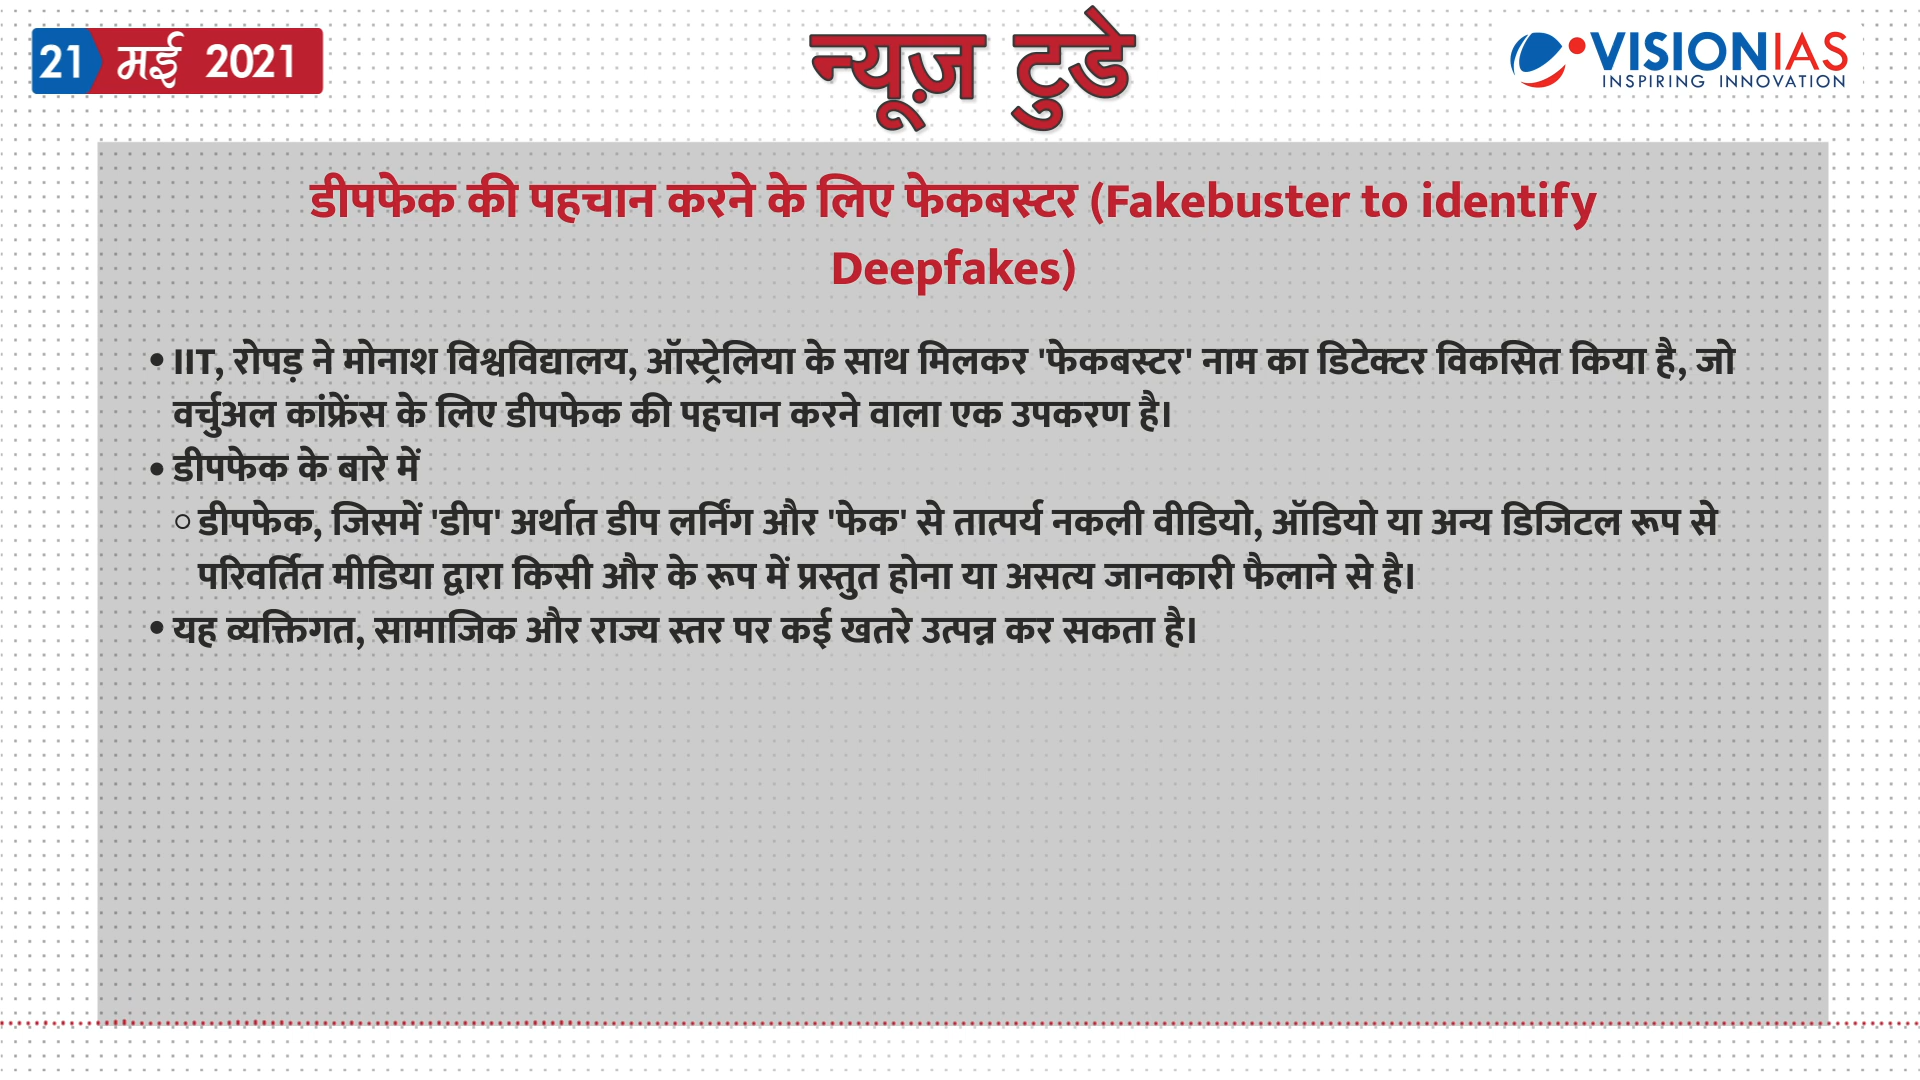 21 मई 2021
न्यूज़ टुडे
VISIONIAS
INSPIRING INNOVATION
डीपफेक की पहचान करने के लिए फेकबस्टर (Fakebuster to identify
Deepfakes)
• IIT, रोपड़ ने मोनाश विश्वविद्यालय, ऑस्ट्रेलिया के साथ मिलकर 'फेकबस्टर' नाम का डिटेक्टर विकसित किया है, जो
वर्चुअल कांफ्रेंस के लिए डीपफेक की पहचान करने वाला एक उपकरण है।
• डीपफेक के बारे में
○ डीपफेक, जिसमें 'डीप' अर्थात डीप लर्निंग और 'फेक' से तात्पर्य नकली वीडियो, ऑडियो या अन्य डिजिटल रूप से
परिवर्तित मीडिया द्वारा किसी और के रूप में प्रस्तुत होना या असत्य जानकारी फैलाने से है।
• यह व्यक्तिगत, सामाजिक और राज्य स्तर पर कई खतरे उत्पन्न कर सकता है।